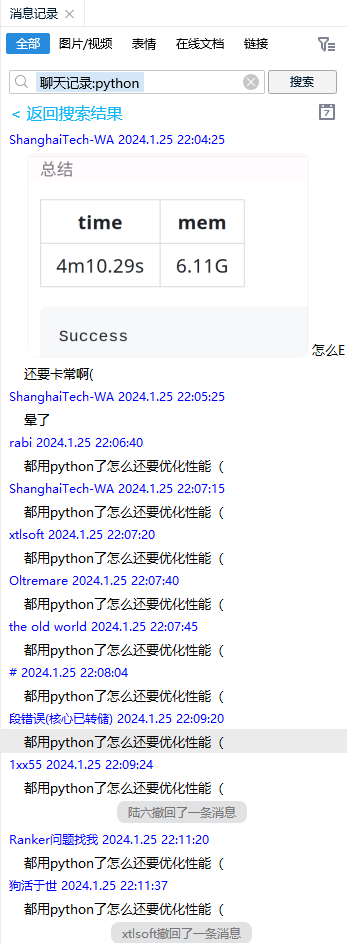 消息记录
全部 图片/视频 表情 在线文档 链接
聊天记录:python 搜索
< 返回搜索结果 7
ShanghaiTech-WA 2024.1.25 22:04:25
总结
time mem
4m10.29s 6.11G
Success
怎么E
还要卡常啊(
ShanghaiTech-WA 2024.1.25 22:05:25
晕了
rabi 2024.1.25 22:06:40
都用python了怎么还要优化性能（
ShanghaiTech-WA 2024.1.25 22:07:15
都用python了怎么还要优化性能（
xtlsoft 2024.1.25 22:07:20
都用python了怎么还要优化性能（
Oltremare 2024.1.25 22:07:40
都用python了怎么还要优化性能（
the old world 2024.1.25 22:07:45
都用python了怎么还要优化性能（
# 2024.1.25 22:08:04
都用python了怎么还要优化性能（
段错误(核心已转储) 2024.1.25 22:09:20
都用python了怎么还要优化性能（
1xx55 2024.1.25 22:09:24
都用python了怎么还要优化性能（
陆六撤回了一条消息
Ranker问题找我 2024.1.25 22:11:20
都用python了怎么还要优化性能（
狗活于世 2024.1.25 22:11:37
都用python了怎么还要优化性能（
xtlsoft撤回了一条消息